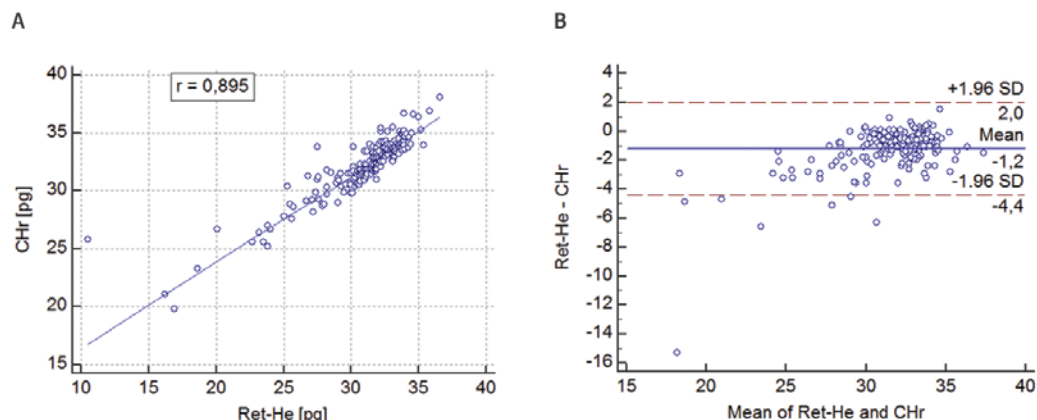 A
r = 0,895
40
35
30
25
20
15
CHr [pg]
10 15 20 25 30 35 40
Ret-He [pg]
B
4
2
0
-2
-4
-6
-8
-10
-12
-14
-16
Ret-He - CHr
+1.96 SD
2,0
Mean
-1,2
-1.96 SD
-4,4
15 20 25 30 35 40
Mean of Ret-He and CHr